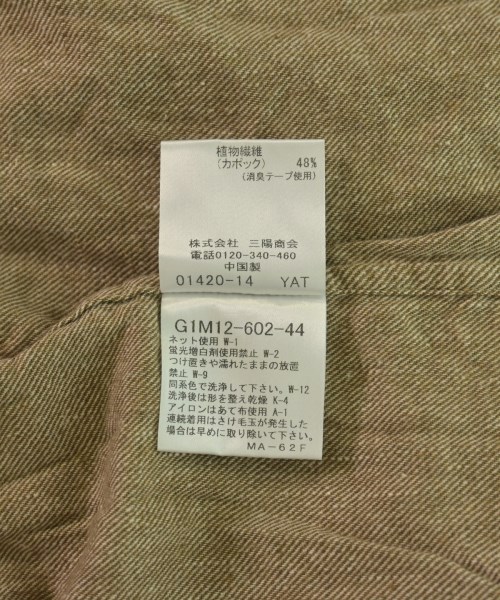 植物繊維
(カポック) 48%
(消臭テープ使用)
株式会社 三陽商会
電話0120-340-460
中国製
01420-14 YAT
G1M12-602-44
ネット使用 W-1
蛍光増白剤使用禁止 W-2
つけ置きや濡れたままの放置
禁止 W-9
同系色で洗浄して下さい。W-12
洗浄後は形を整え乾燥 K-4
アイロンはあて布使用 A-1
連続着用はさけ毛玉が発生した
場合は早めに取り除いて下さい。
MA-62F